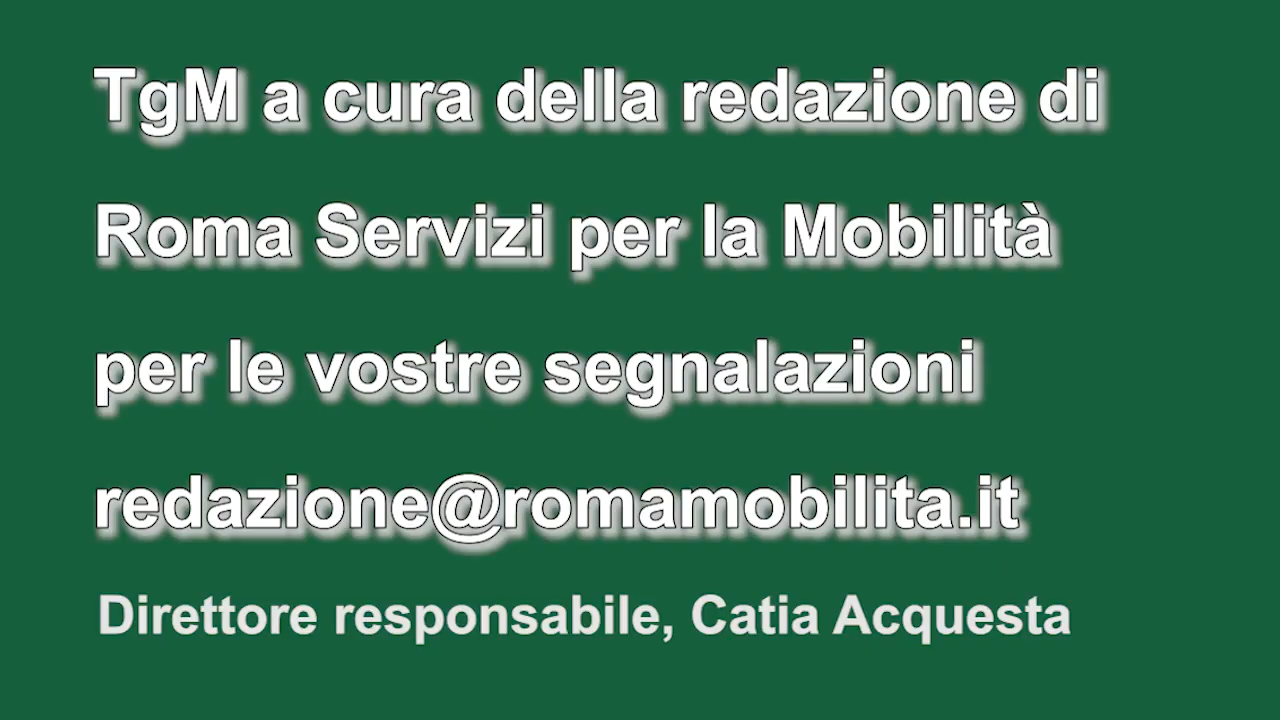 TgM a cura della redazione di
Roma Servizi per la Mobilità
per le vostre segnalazioni
redazione@romamobilita.it
Direttore responsabile, Catia Acquesta